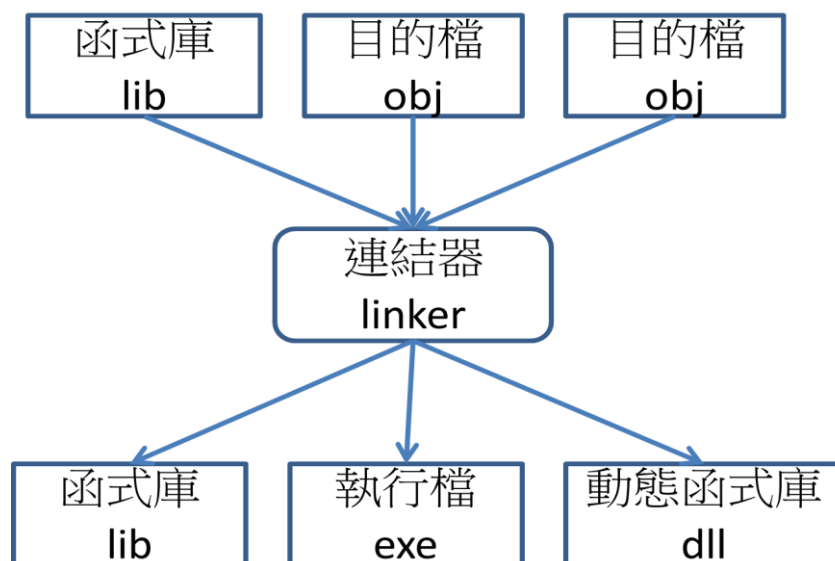 函式庫
lib
目的檔
obj
目的檔
obj
連結器
linker
函式庫
lib
執行檔
exe
動態函式庫
dll